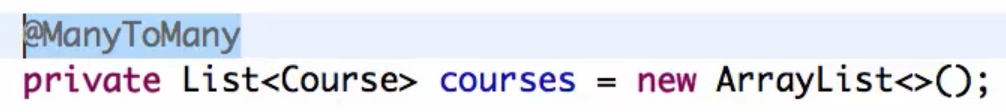 @ManyToMany
private List<Course> courses = new ArrayList<>();